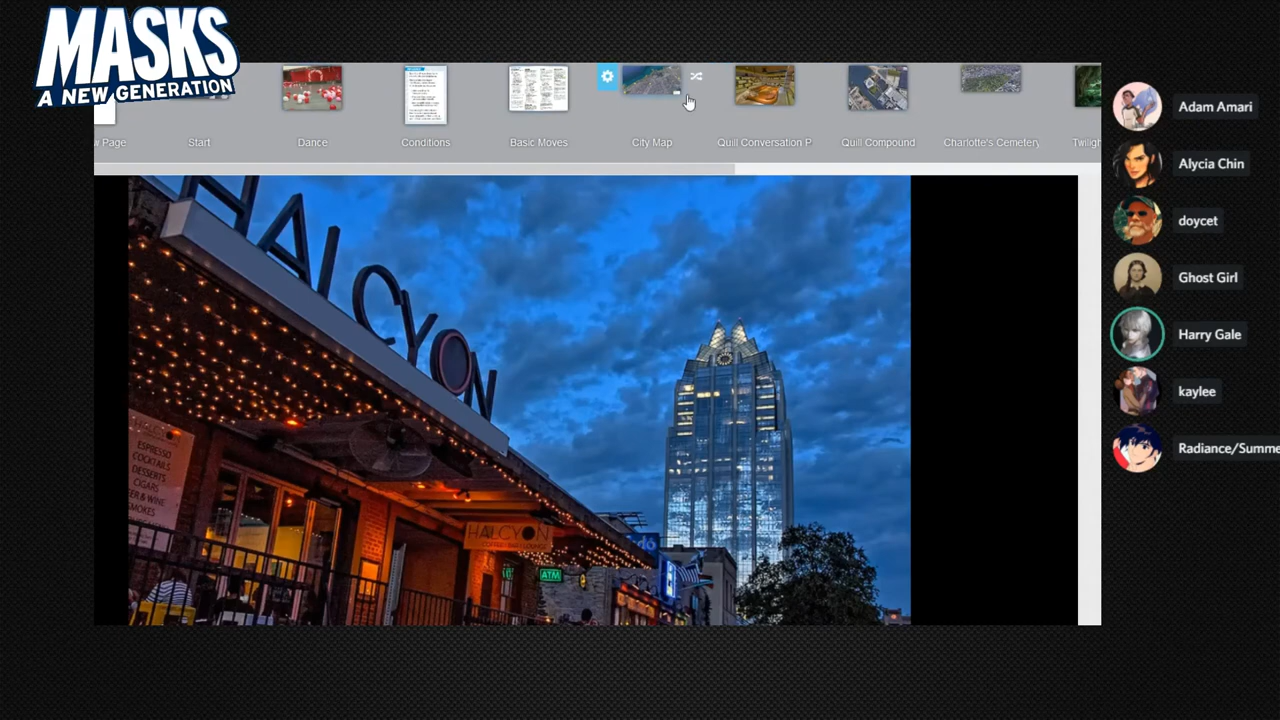 MASKS
A NEW GENERATION
w Page
Start
Dance
Conditions
Basic Moves
City Map
Quill Conversation P
Quill Compound
Charlotte's Cemetery
Twiligh
HALCYON
HALCYON
ESPRESSO
COCKTAILS
DESSERTS
CIGARS
BEER & WINE
SMOKES
HALCYON
ATM
Adam Amari
Alycia Chin
doycet
Ghost Girl
Harry Gale
kaylee
Radiance/Summe